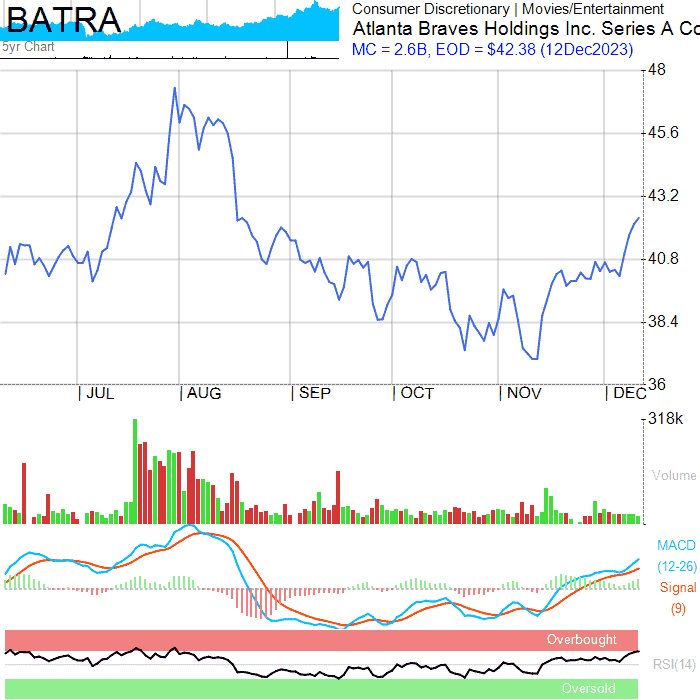 BATRA
5yr Chart
Consumer Discretionary | Movies/Entertainment
Atlanta Braves Holdings Inc. Series A Co
MC = 2.6B, EOD = $42.38 (12Dec2023)
48
45.6
43.2
40.8
38.4
36
JUL AUG SEP OCT NOV DEC
318k
Volume
MACD
(12-26)
Signal
(9)
Overbought
RSI(14)
Oversold